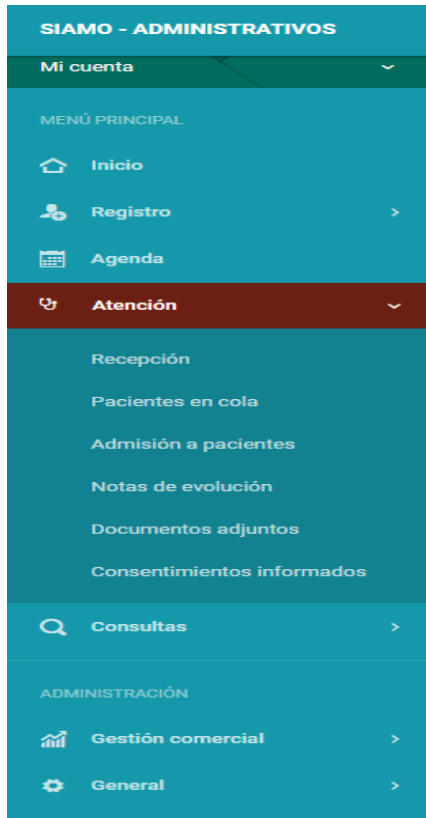 SIAMO - ADMINISTRATIVOS
Mi cuenta
MENÚ PRINCIPAL
Inicio
Registro
Agenda
Atención
Recepción
Pacientes en cola
Admisión a pacientes
Notas de evolución
Documentos adjuntos
Consentimientos informados
Consultas
ADMINISTRACIÓN
Gestión comercial
General